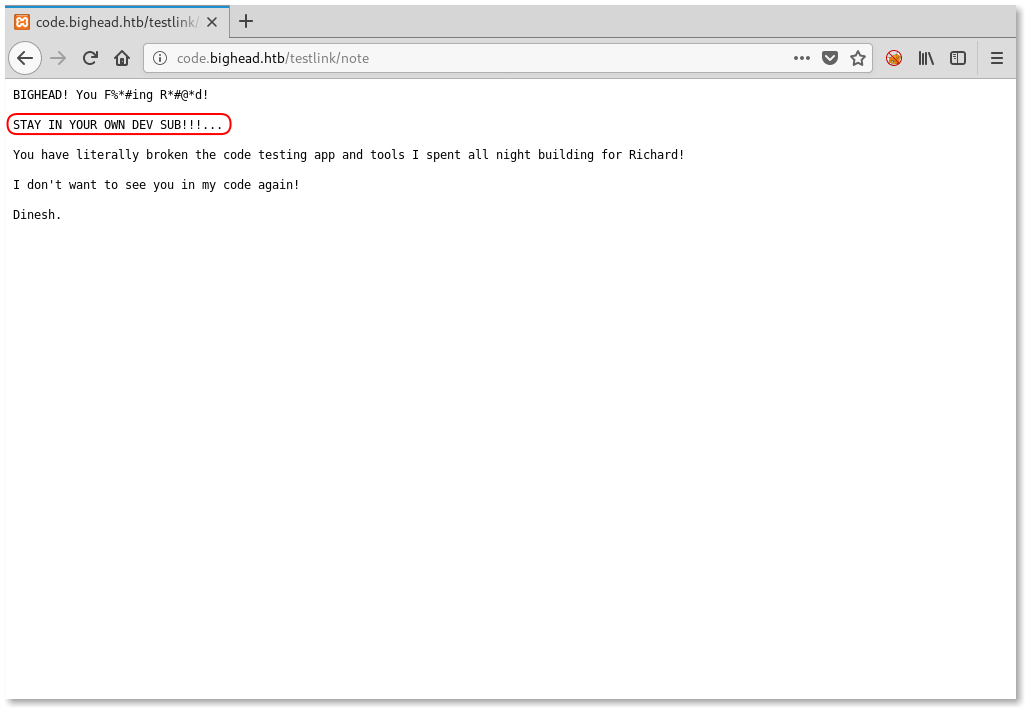 code.bighead.htb/testlink/
code.bighead.htb/testlink/note
BIGHEAD! You F%*#ing R*#@*d!
STAY IN YOUR OWN DEV SUB!!!...
You have literally broken the code testing app and tools I spent all night building for Richard!
I don't want to see you in my code again!
Dinesh.